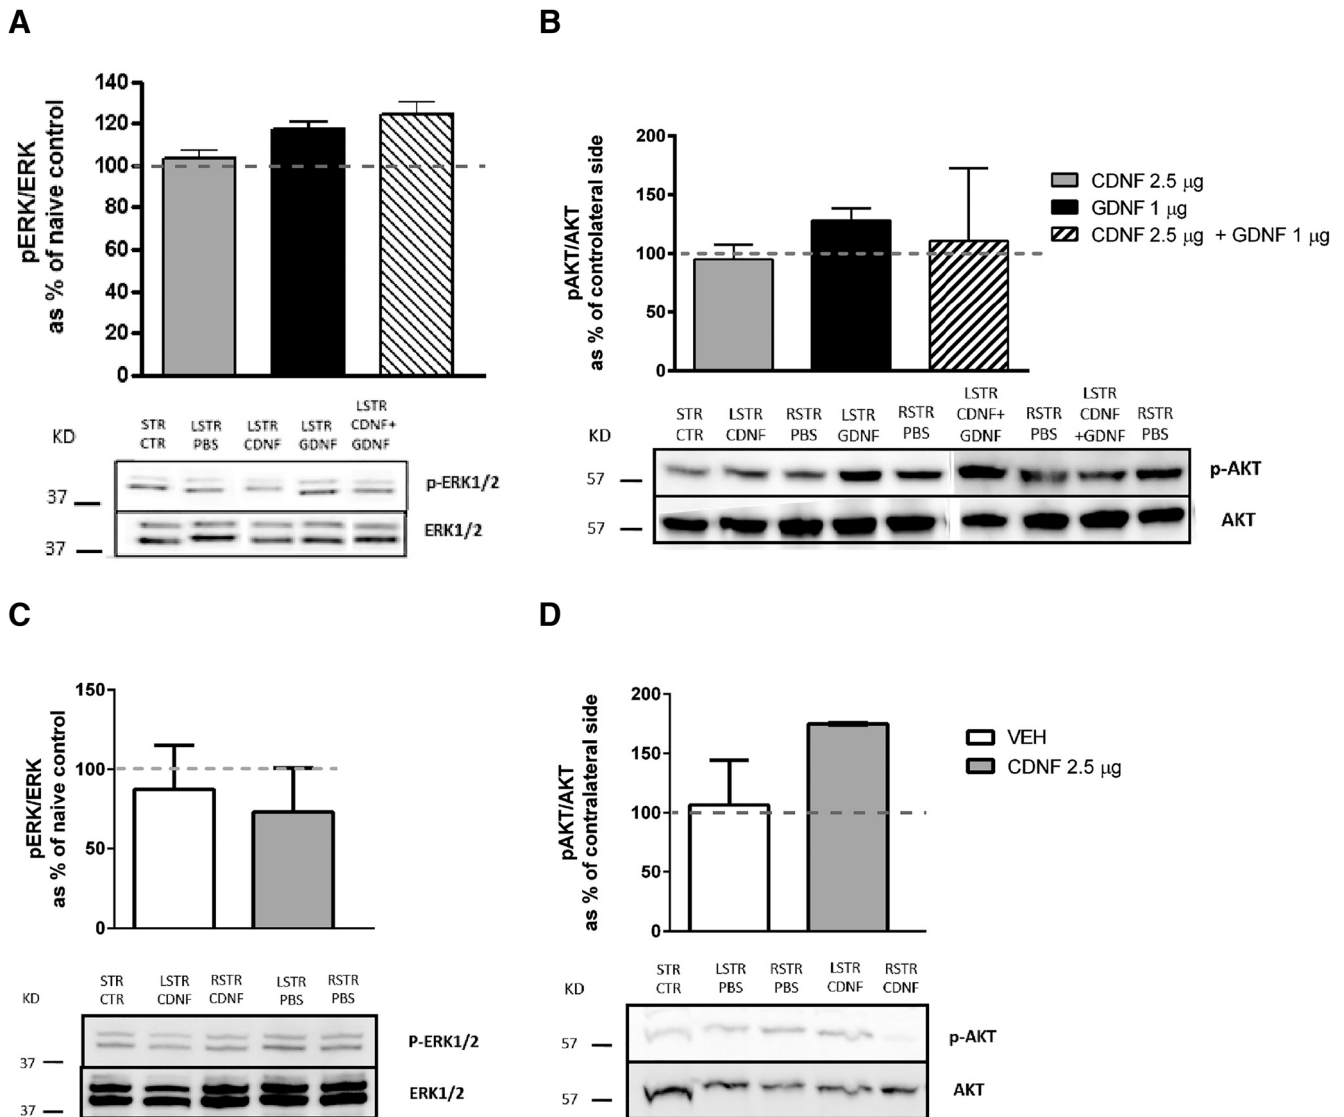 A
B
pERK/ERK
as % of naive control
140
120
100
80
60
40
20
0
STR
CTR
LSTR
PBS
LSTR
CDNF
LSTR
GDNF
LSTR
CDNF+
GDNF
KD
37
37
p-ERK1/2
ERK1/2
pAKT/AKT
as % of controlateral side
200
150
100
50
0
CDNF 2.5 µg
GDNF 1 µg
CDNF 2.5 µg + GDNF 1 µg
STR
CTR
LSTR
CDNF
RSTR
PBS
LSTR
GDNF
RSTR
PBS
LSTR
CDNF+
GDNF
RSTR
PBS
LSTR
CDNF
+GDNF
RSTR
PBS
KD
57
57
p-AKT
AKT
C
D
pERK/ERK
as % of naive control
150
100
50
0
STR
CTR
LSTR
CDNF
RSTR
CDNF
LSTR
PBS
RSTR
PBS
KD
37
37
P-ERK1/2
ERK1/2
pAKT/AKT
as % of contralateral side
200
150
100
50
0
VEH
CDNF 2.5 µg
STR
CTR
LSTR
PBS
RSTR
PBS
LSTR
CDNF
RSTR
CDNF
KD
57
57
p-AKT
AKT